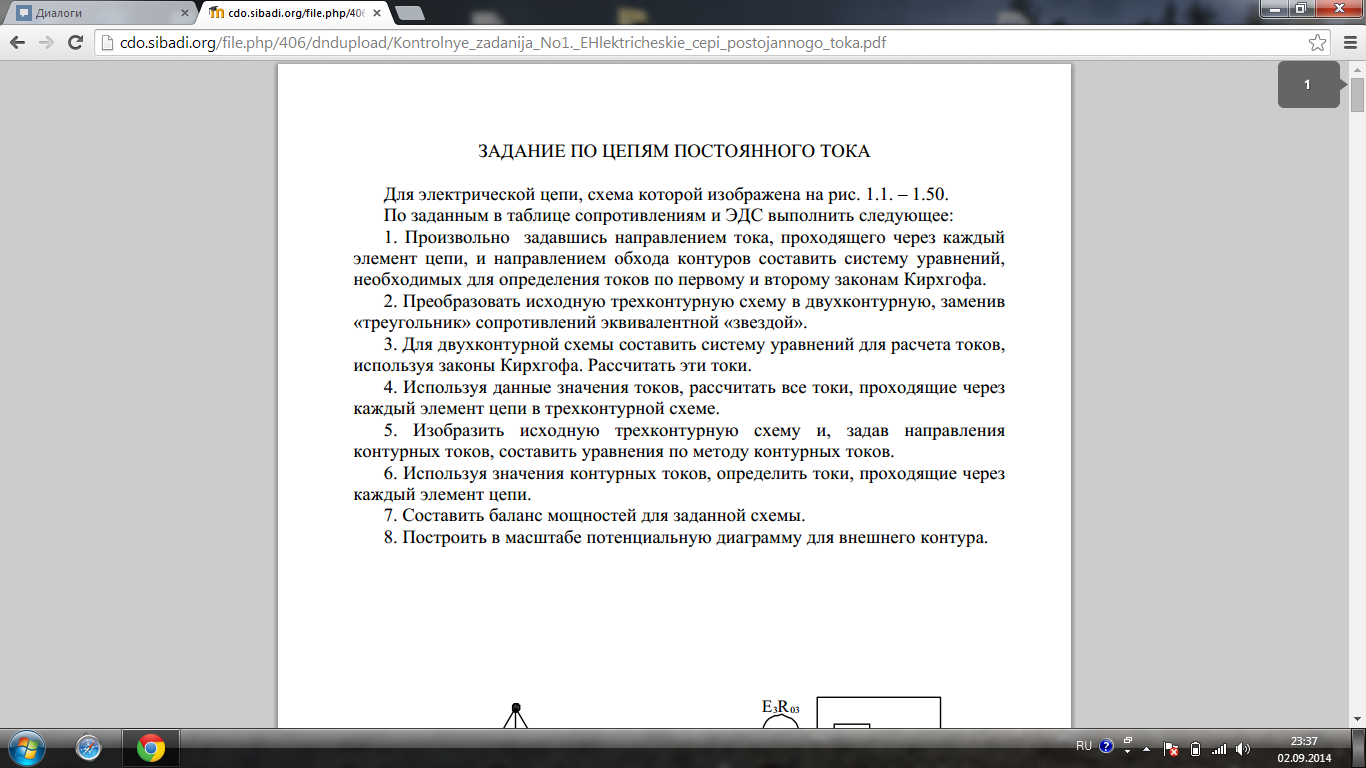 Диалоги
cdo.sibadi.org/file.php/406
cdo.sibadi.org/file.php/406/dndupload/Kontrolnye_zadanija_No1._EHlektricheskie_cepi_postojannogo_toka.pdf
1
ЗАДАНИЕ ПО ЦЕПЯМ ПОСТОЯННОГО ТОКА
Для электрической цепи, схема которой изображена на рис. 1.1. – 1.50.
По заданным в таблице сопротивлениям и ЭДС выполнить следующее:
1. Произвольно задавшись направлением тока, проходящего через каждый
элемент цепи, и направлением обхода контуров составить систему уравнений,
необходимых для определения токов по первому и второму законам Кирхгофа.
2. Преобразовать исходную трехконтурную схему в двухконтурную, заменив
«треугольник» сопротивлений эквивалентной «звездой».
3. Для двухконтурной схемы составить систему уравнений для расчета токов,
используя законы Кирхгофа. Рассчитать эти токи.
4. Используя данные значения токов, рассчитать все токи, проходящие через
каждый элемент цепи в трехконтурной схеме.
5. Изобразить исходную трехконтурную схему и, задав направления
контурных токов, составить уравнения по методу контурных токов.
6. Используя значения контурных токов, определить токи, проходящие через
каждый элемент цепи.
7. Составить баланс мощностей для заданной схемы.
8. Построить в масштабе потенциальную диаграмму для внешнего контура.
E₃R₀₃
RU
23:37
02.09.2014